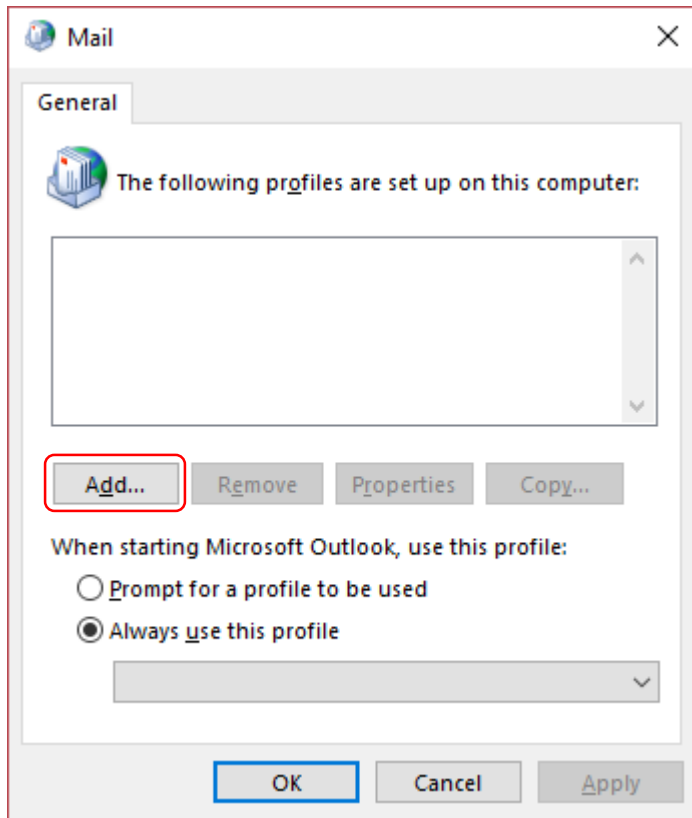 Mail
General
The following profiles are set up on this computer:
Add... Remove Properties Copy...
When starting Microsoft Outlook, use this profile:
Prompt for a profile to be used
Always use this profile
OK Cancel Apply